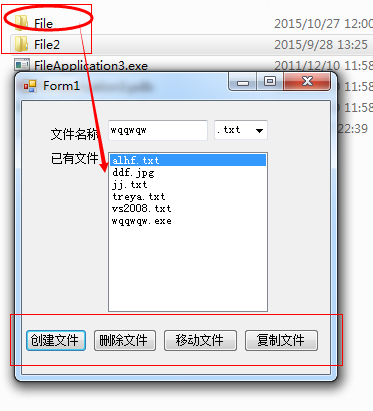 File 2015/10/27 12:00
File2 2015/9/28 13:25
FileApplication3.exe 2011/12/10 11:58
11:58
Form1
11:58
22:39
文件名称 wqqwqw .txt
已有文件 alhf.txt
ddf.jpg
jj.txt
treya.txt
vs2008.txt
wqqwqw.exe
创建文件 删除文件 移动文件 复制文件